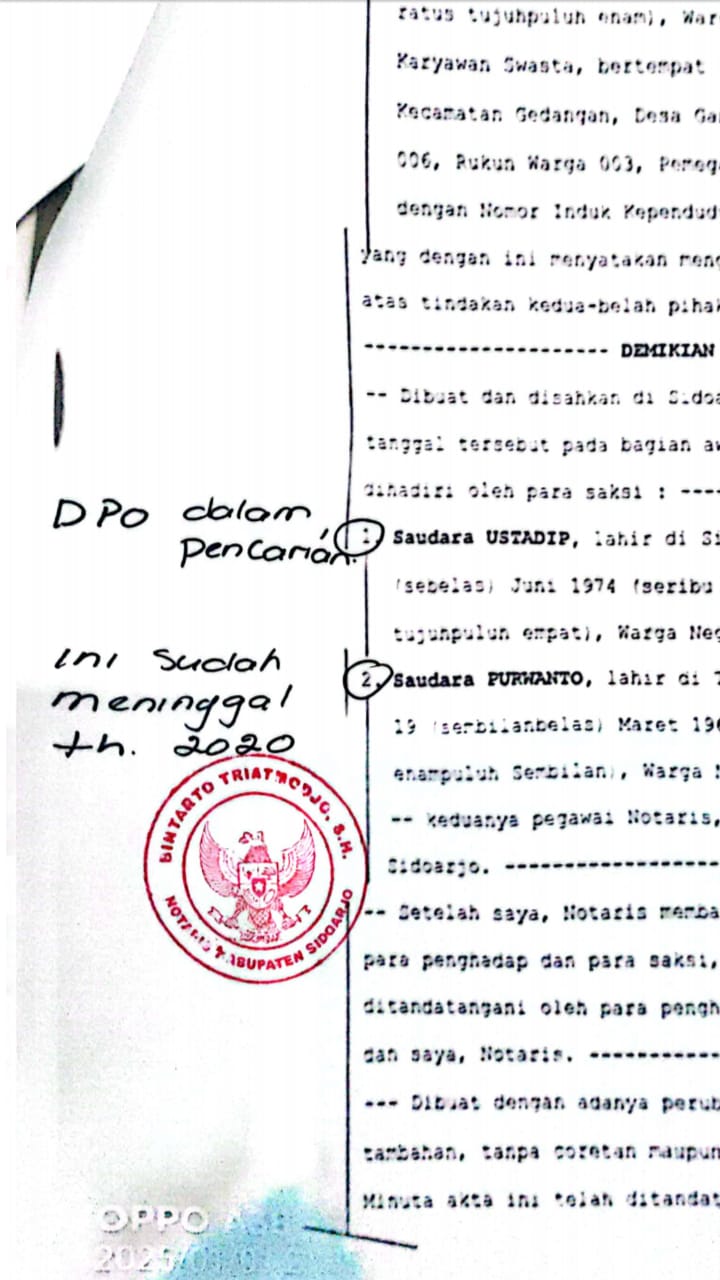 ratus tujuhpuluh enam), War
Karyawan Swasta, bertempat
Kecamatan Gedangan, Desa Ga
006, Rukun Warga 003, Pemeg
dengan Nomor Induk Kependud
yang dengan ini menyatakan men
atas tindakan kedua-belah pihak
-------------------- DEMIKIAN
-- Dibuat dan disahkan di Sidoa
tanggal tersebut pada bagian aw
dihadiri oleh para saksi : ----
DPO dalam
Pencarian.
1. Saudara USTADIP, lahir di Si
(sebelas) Juni 1974 (seribu
tujuhpuluh empat), Warga Neg
ini sudah
meninggal
th. 2020
2. Saudara PURWANTO, lahir di
19 (sembilanbelas) Maret 196
enampuluh Sembilan), Warga
-- keduanya pegawai Notaris,
Sidoarjo. -------------------
BINTARTO TRIATMODJO. S.H.
NOTARIS KABUPATEN SIDOARJO
-- Setelah saya, Notaris memba
para penghadap dan para saksi,
ditandatangani oleh para pengh
dan saya, Notaris. ------------
--- Dibuat dengan adanya perub
tambahan, tanpa coretan maupun
Minuta akta ini telah ditandat
OPPO